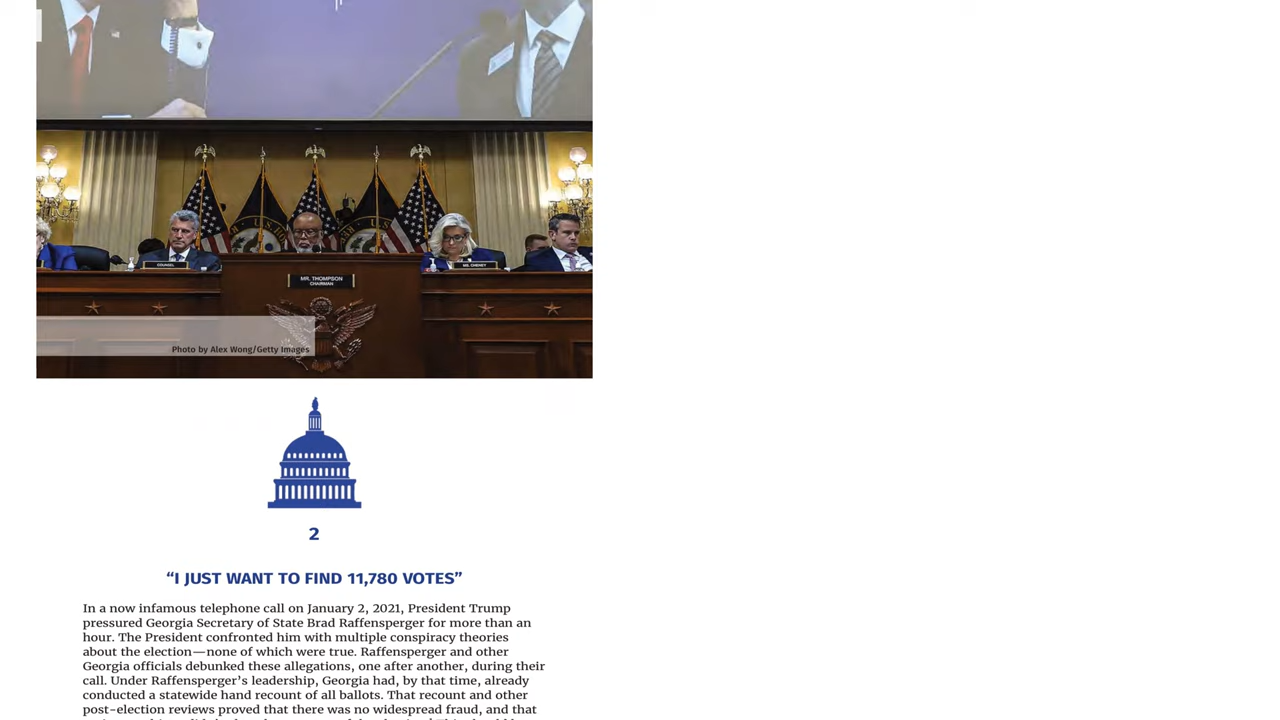 COUNSEL
MS. CHENEY
MR. THOMPSON
CHAIRMAN
Photo by Alex Wong/Getty Images
2
“I JUST WANT TO FIND 11,780 VOTES”
In a now infamous telephone call on January 2, 2021, President Trump
pressured Georgia Secretary of State Brad Raffensperger for more than an
hour. The President confronted him with multiple conspiracy theories
about the election—none of which were true. Raffensperger and other
Georgia officials debunked these allegations, one after another, during their
call. Under Raffensperger’s leadership, Georgia had, by that time, already
conducted a statewide hand recount of all ballots. That recount and other
post-election reviews proved that there was no widespread fraud, and that